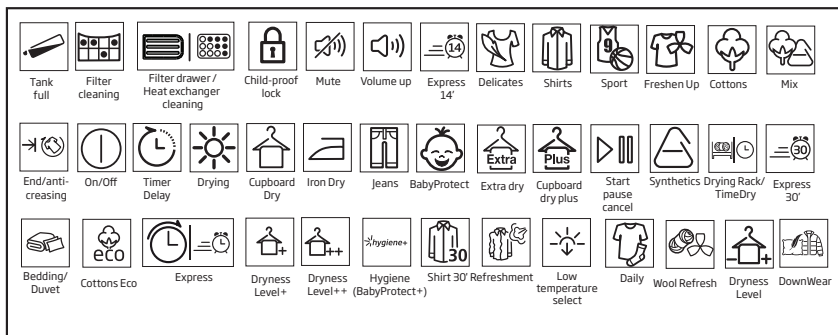 14
9
Tank full
Filter cleaning
Filter drawer / Heat exchanger cleaning
Child-proof lock
Mute
Volume up
Express 14'
Delicates
Shirts
Sport
Freshen Up
Cottons
Mix
Extra
Plus
30
End/anti-creasing
On/Off
Timer Delay
Drying
Cupboard Dry
Iron Dry
Jeans
BabyProtect
Extra dry
Cupboard dry plus
Start pause cancel
Synthetics
Drying Rack/ TimeDry
Express 30'
eco
+
++
hygiene+
30
- +
Bedding/ Duvet
Cottons Eco
Express
Dryness Level+
Dryness Level++
Hygiene (BabyProtect+)
Shirt 30'
Refreshment
Low temperature select
Daily
Wool Refresh
Dryness Level
DownWear